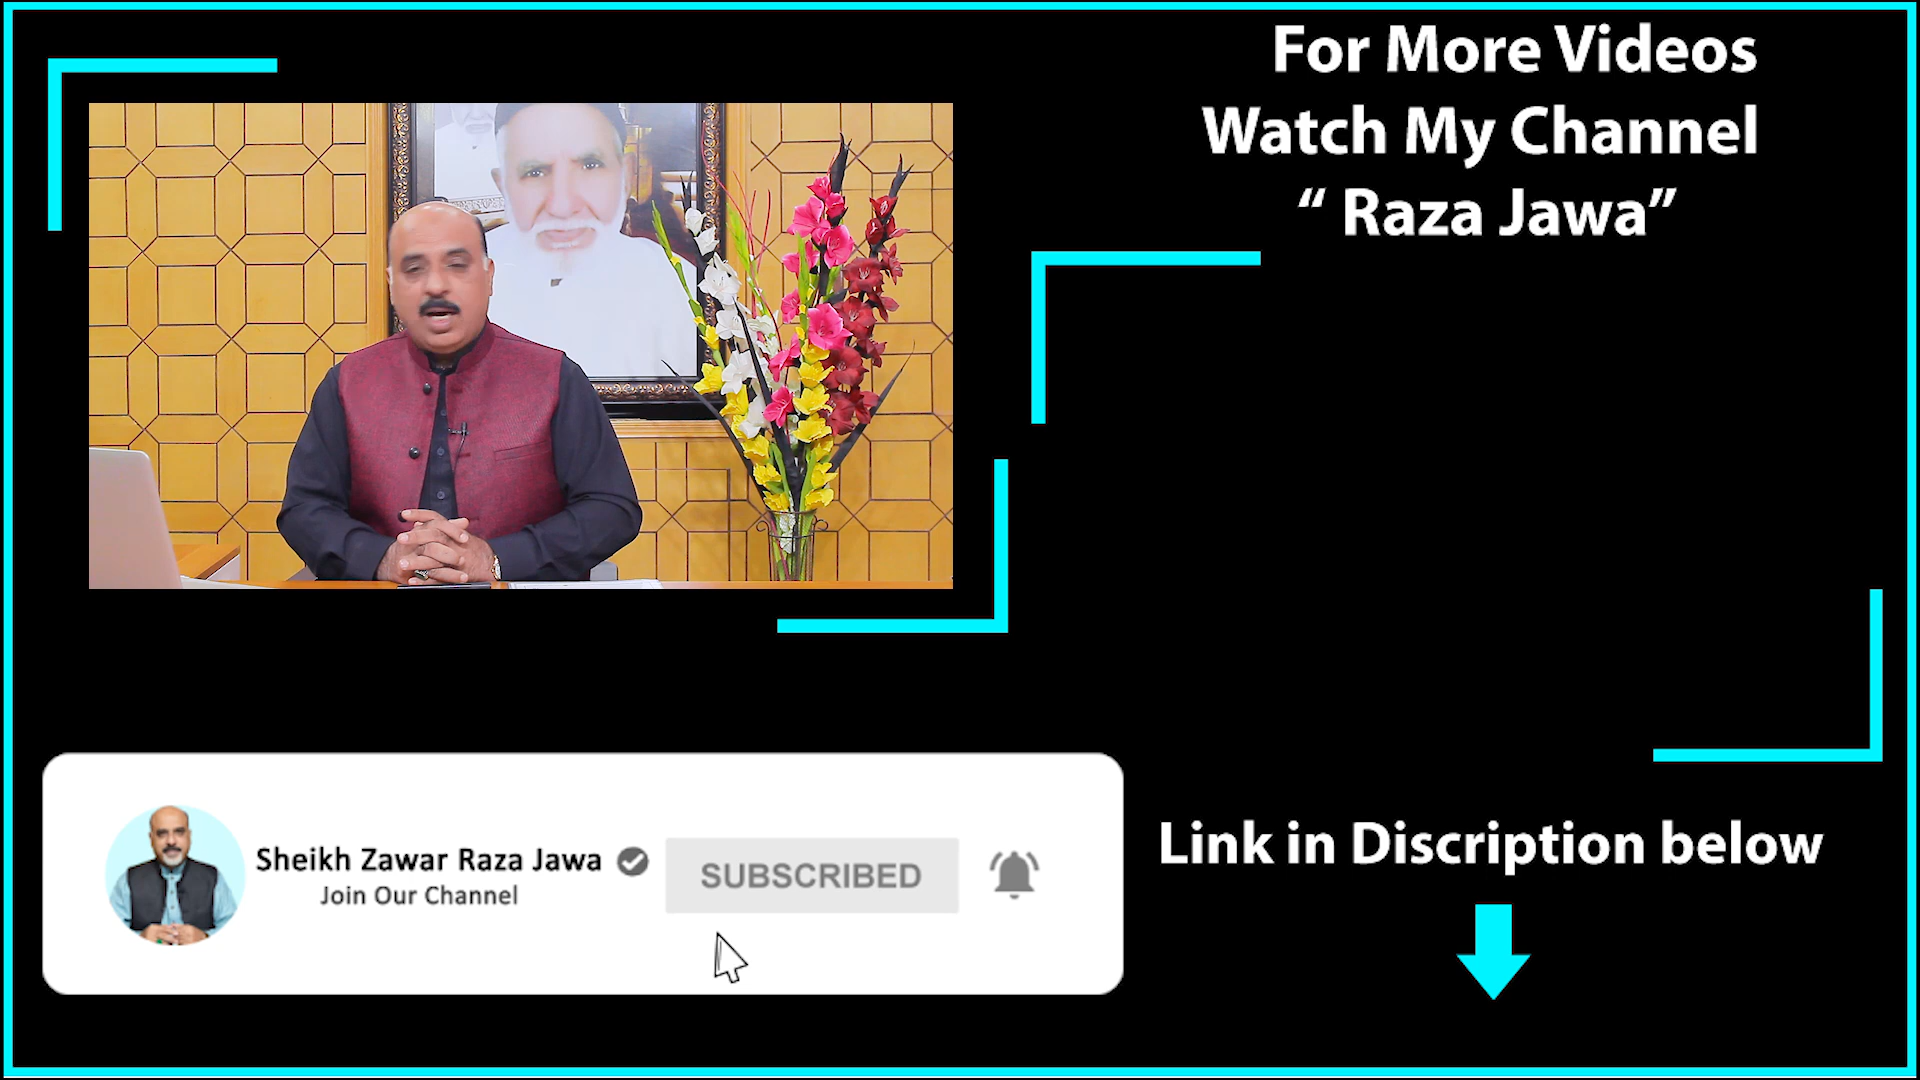 For More Videos
Watch My Channel
“ Raza Jawa”
Sheikh Zawar Raza Jawa
Join Our Channel
SUBSCRIBED
Link in Discription below